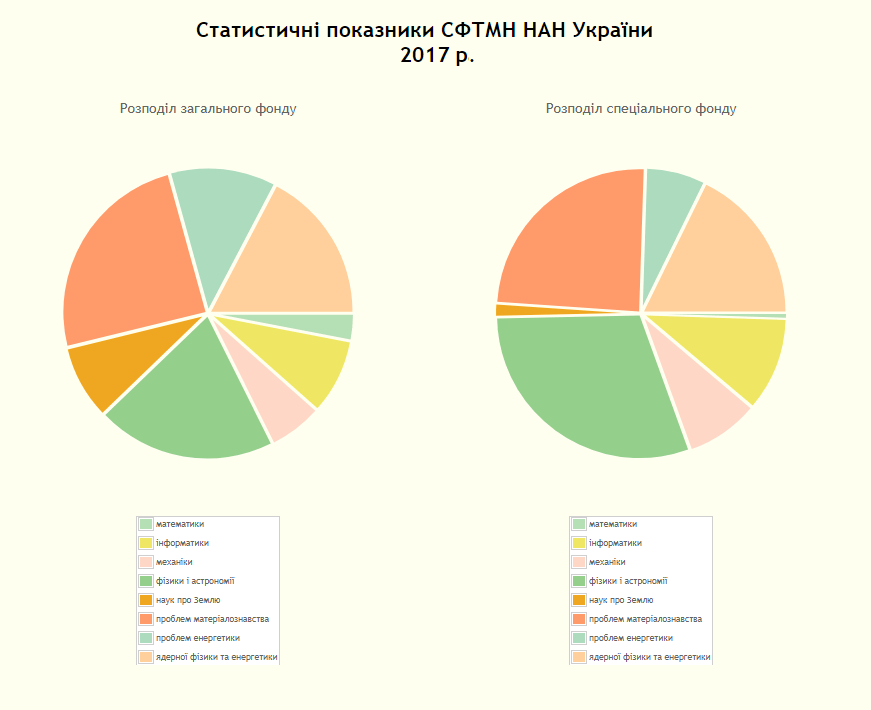 Статистичні показники СФТМН НАН України
2017 р.
Розподіл загального фонду
Розподіл спеціального фонду
математики
інформатики
механіки
фізики і астрономії
наук про Землю
проблем матеріалознавства
проблем енергетики
ядерної фізики та енергетики
математики
інформатики
механіки
фізики і астрономії
наук про Землю
проблем матеріалознавства
проблем енергетики
ядерної фізики та енергетики